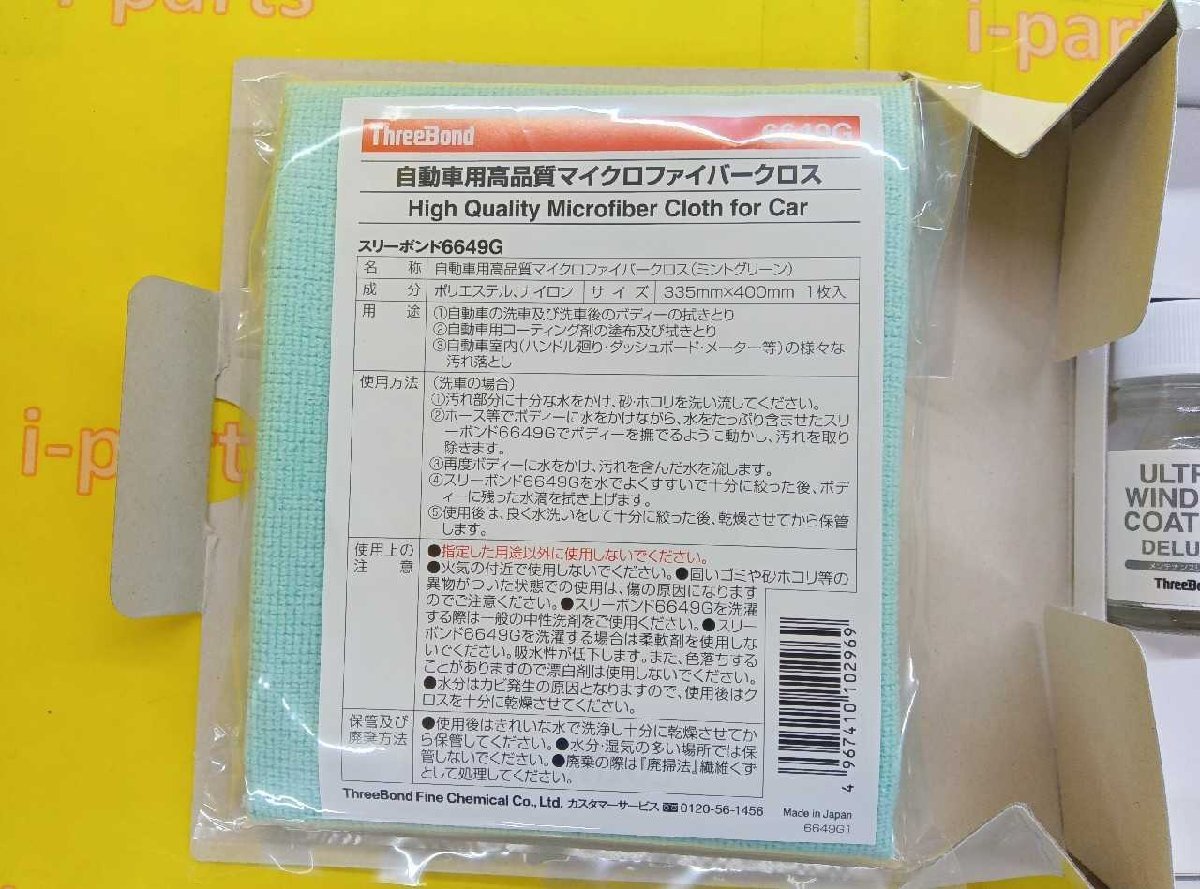 i-parts
i-parts
ThreeBond 6649G
自動車用高品質マイクロファイバークロス
High Quality Microfiber Cloth for Car
スリーボンド6649G
名 称 自動車用高品質マイクロファイバークロス(ミントグリーン)
成 分 ポリエステル、ナイロン サ イ ズ 335mm×400mm 1枚入
用 途 ①自動車の洗車及び洗車後のボディーの拭きとり
②自動車用コーティング剤の塗布及び拭きとり
③自動車室内(ハンドル廻り・ダッシュボード・メーター等)の様々な
汚れ落とし
使用方法 (洗車の場合)
①汚れ部分に十分な水をかけ、砂・ホコリを洗い流してください。
②ホース等でボディーに水をかけながら、水をたっぷり含ませたスリ
ーボンド6649Gでボディーを撫でるように動かし、汚れを取り
除きます。
③再度ボディーに水をかけ、汚れを含んだ水を流します。
④スリーボンド6649Gを水でよくすすいで十分に絞った後、ボデ
ィーに残った水滴を拭き上げます。
⑤使用後は、良く水洗いをして十分に絞った後、乾燥させてから保管
します。
使用上の
注 意
●指定した用途以外に使用しないでください。
●火気の付近で使用しないでください。●固いゴミや砂ホコリ等の
異物がついた状態での使用は、傷の原因になります
のでご注意ください。●スリーボンド6649Gを洗濯
する際は一般の中性洗剤をご使用ください。●スリー
ボンド6649Gを洗濯する場合は柔軟剤を使用しな
いでください。吸水性が低下します。また、色落ちする
ことがありますので漂白剤は使用しないでください。
●水分はカビ発生の原因となりますので、使用後はク
ロスを十分に乾燥させてください。
保管及び
廃棄方法
●使用後はきれいな水で洗浄し十分に乾燥させてか
ら保管してください。●水分・湿気の多い場所では保
管しないでください。●廃棄の際は『廃掃法』繊維くず
として処理してください。
4 967410 102969
ThreeBond Fine Chemical Co., Ltd. カスタマーサービス 0120-56-1456
Made in Japan
6649G1
i-parts
ULTR
WIND
COAT
DELU
ThreeBo